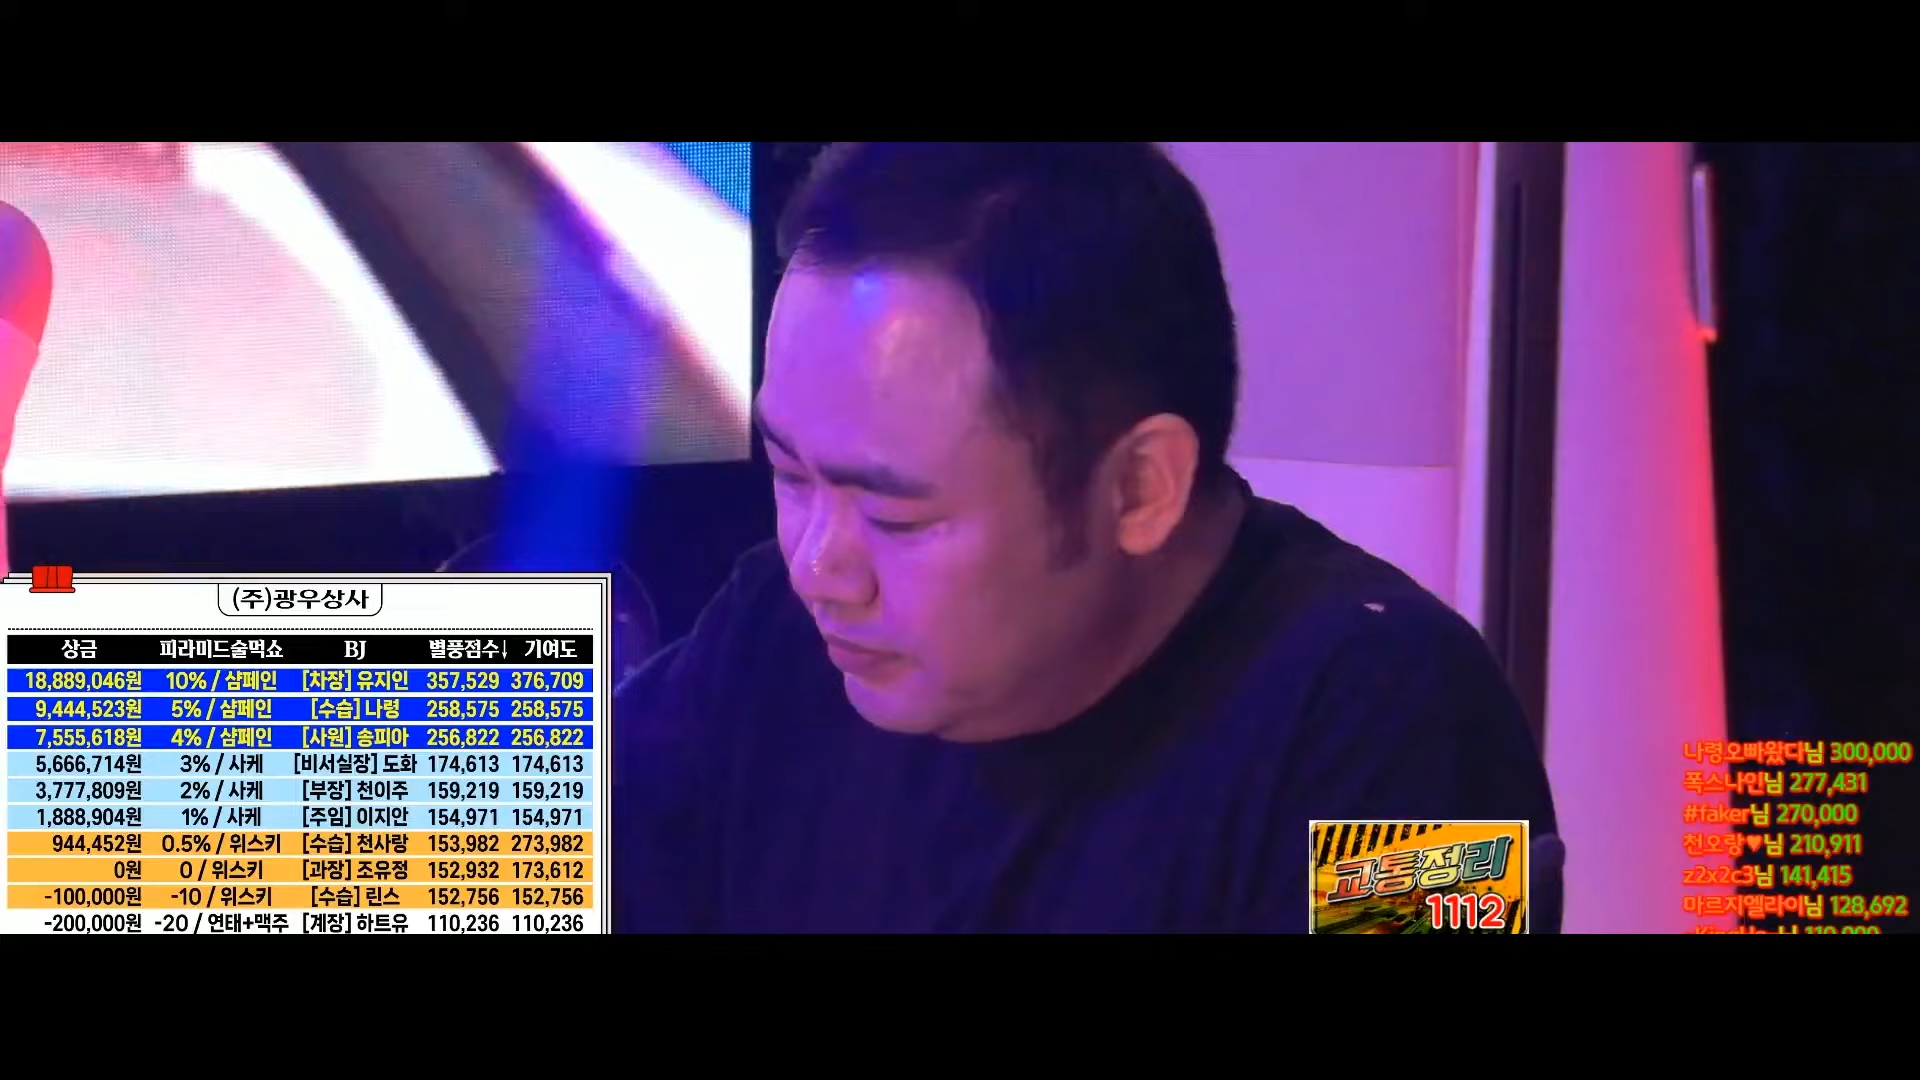 (주)광우상사
상금 피라미드술먹쇼 BJ 별풍점수↓ 기여도
18,889,046원 10% / 샴페인 [차장] 유지인 357,529 376,709
9,444,523원 5% / 샴페인 [수습] 나령 258,575 258,575
7,555,618원 4% / 샴페인 [사원] 송피아 256,822 256,822
5,666,714원 3% / 사케 [비서실장] 도화 174,613 174,613
3,777,809원 2% / 사케 [부장] 천이주 159,219 159,219
1,888,904원 1% / 사케 [주임] 이지안 154,971 154,971
944,452원 0.5% / 위스키 [수습] 천사랑 153,982 273,982
0원 0 / 위스키 [과장] 조유정 152,932 173,612
-100,000원 -10 / 위스키 [수습] 린스 152,756 152,756
-200,000원 -20 / 연태+맥주 [계장] 하트유 110,236 110,236
교통정리
1112
나령오빠왔다님 300,000
폭스나인님 277,431
#faker님 270,000
천오랑♥님 210,911
z2x2c3님 141,415
마르지엘라이님 128,692